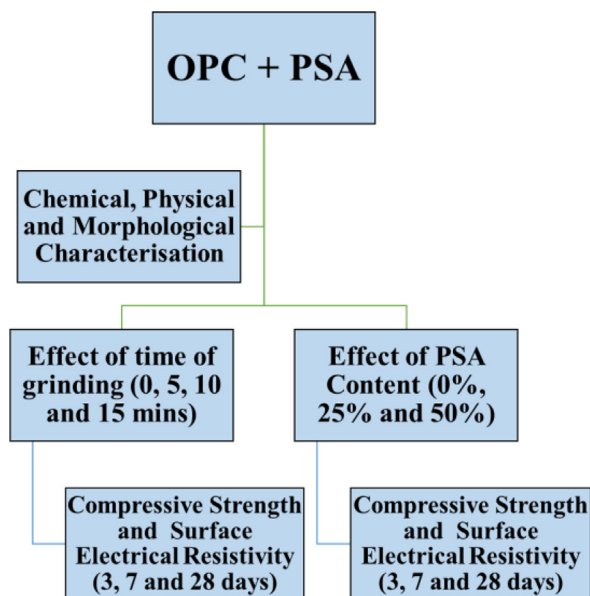 OPC + PSA
Chemical, Physical
and Morphological
Characterisation
Effect of time of
grinding (0, 5, 10
and 15 mins)
Effect of PSA
Content (0%,
25% and 50%)
Compressive Strength
and Surface
Electrical Resistivity
(3, 7 and 28 days)
Compressive Strength
and Surface
Electrical Resistivity
(3, 7 and 28 days)